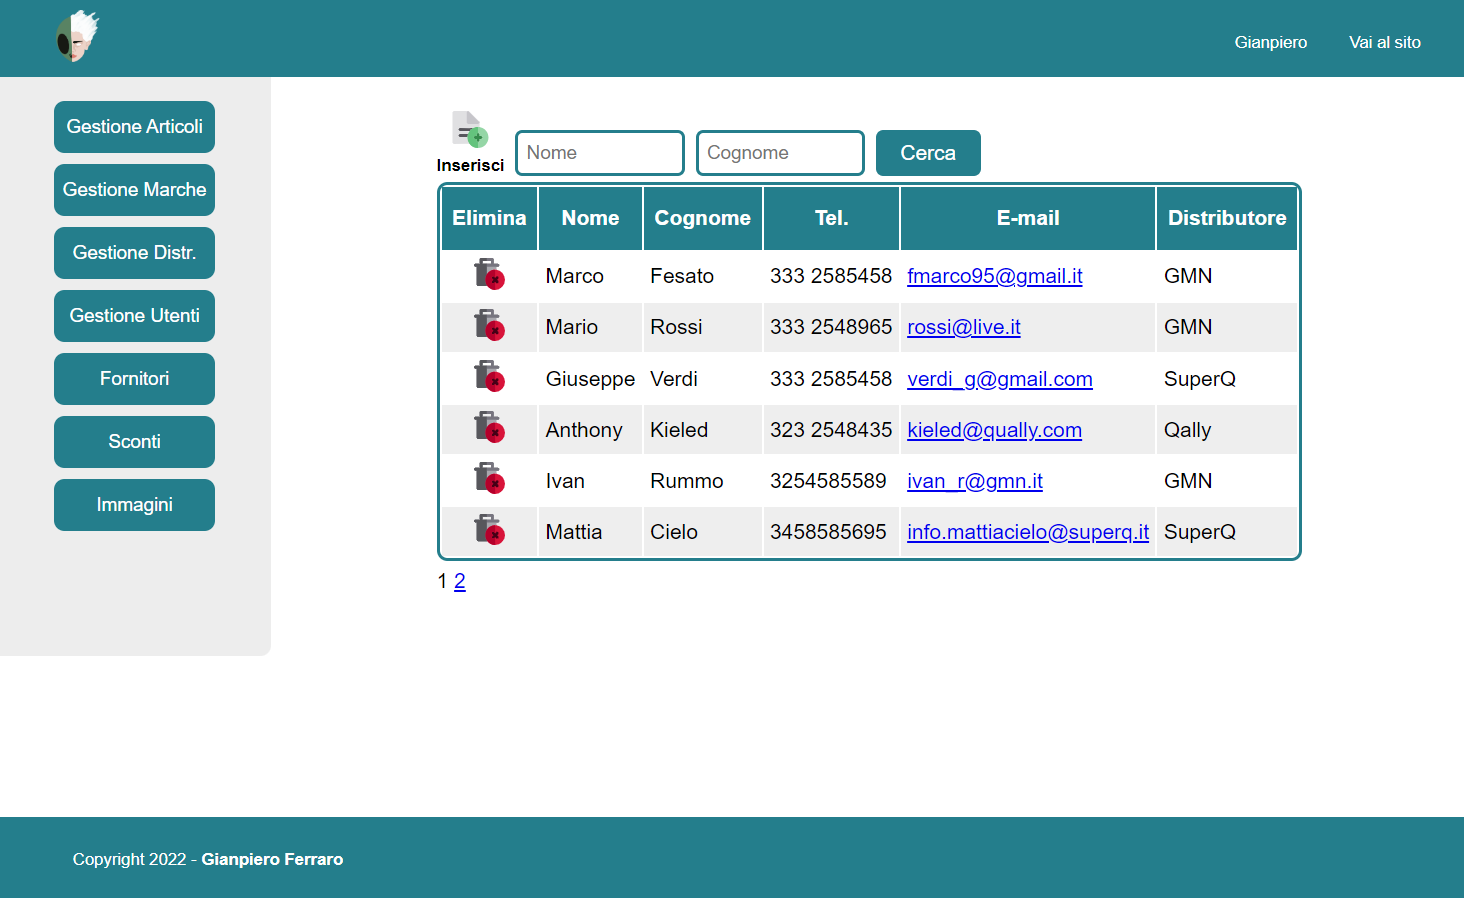 Gianpiero Vai al sito
Gestione Articoli
Gestione Marche
Gestione Distr.
Gestione Utenti
Fornitori
Sconti
Immagini
Inserisci Nome Cognome Cerca
Elimina Nome Cognome Tel. E-mail Distributore
Marco Fesato 333 2585458 fmarco95@gmail.it GMN
Mario Rossi 333 2548965 rossi@live.it GMN
Giuseppe Verdi 333 2585458 verdi_g@gmail.com SuperQ
Anthony Kieled 323 2548435 kieled@qually.com Qally
Ivan Rummo 3254585589 ivan_r@gmn.it GMN
Mattia Cielo 3458585695 info.mattiacielo@superq.it SuperQ
1 2
Copyright 2022 - Gianpiero Ferraro